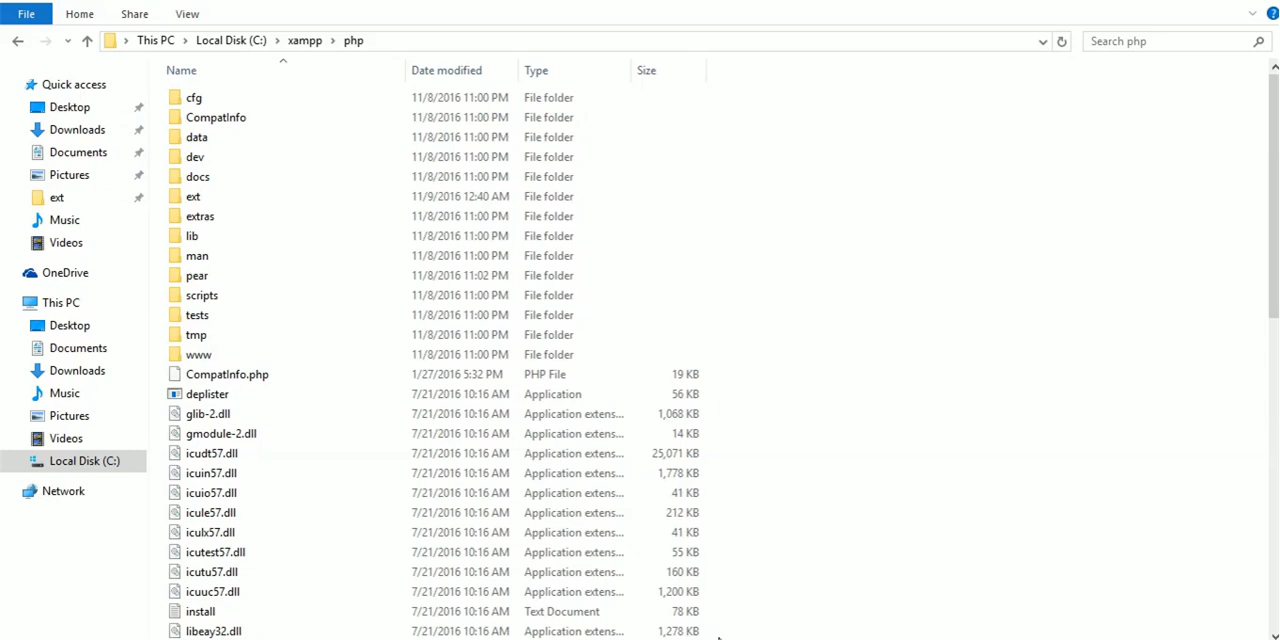 File Home Share View
This PC Local Disk (C:) xampp php Search php
Name Date modified Type Size
Quick access
Desktop
Downloads
Documents
Pictures
ext
Music
Videos
OneDrive
This PC
Desktop
Documents
Downloads
Music
Pictures
Videos
Local Disk (C:)
Network
cfg 11/8/2016 11:00 PM File folder
CompatInfo 11/8/2016 11:00 PM File folder
data 11/8/2016 11:00 PM File folder
dev 11/8/2016 11:00 PM File folder
docs 11/8/2016 11:00 PM File folder
ext 11/9/2016 12:40 AM File folder
extras 11/8/2016 11:00 PM File folder
lib 11/8/2016 11:00 PM File folder
man 11/8/2016 11:00 PM File folder
pear 11/8/2016 11:02 PM File folder
scripts 11/8/2016 11:00 PM File folder
tests 11/8/2016 11:00 PM File folder
tmp 11/8/2016 11:00 PM File folder
www 11/8/2016 11:00 PM File folder
CompatInfo.php 1/27/2016 5:32 PM PHP File 19 KB
deplister 7/21/2016 10:16 AM Application 56 KB
glib-2.dll 7/21/2016 10:16 AM Application extens... 1,068 KB
gmodule-2.dll 7/21/2016 10:16 AM Application extens... 14 KB
icudt57.dll 7/21/2016 10:16 AM Application extens... 25,071 KB
icuin57.dll 7/21/2016 10:16 AM Application extens... 1,778 KB
icuio57.dll 7/21/2016 10:16 AM Application extens... 41 KB
icule57.dll 7/21/2016 10:16 AM Application extens... 212 KB
iculx57.dll 7/21/2016 10:16 AM Application extens... 41 KB
icutest57.dll 7/21/2016 10:16 AM Application extens... 55 KB
icutu57.dll 7/21/2016 10:16 AM Application extens... 160 KB
icuuc57.dll 7/21/2016 10:16 AM Application extens... 1,200 KB
install 7/21/2016 10:16 AM Text Document 78 KB
libeay32.dll 7/21/2016 10:16 AM Application extens... 1,278 KB